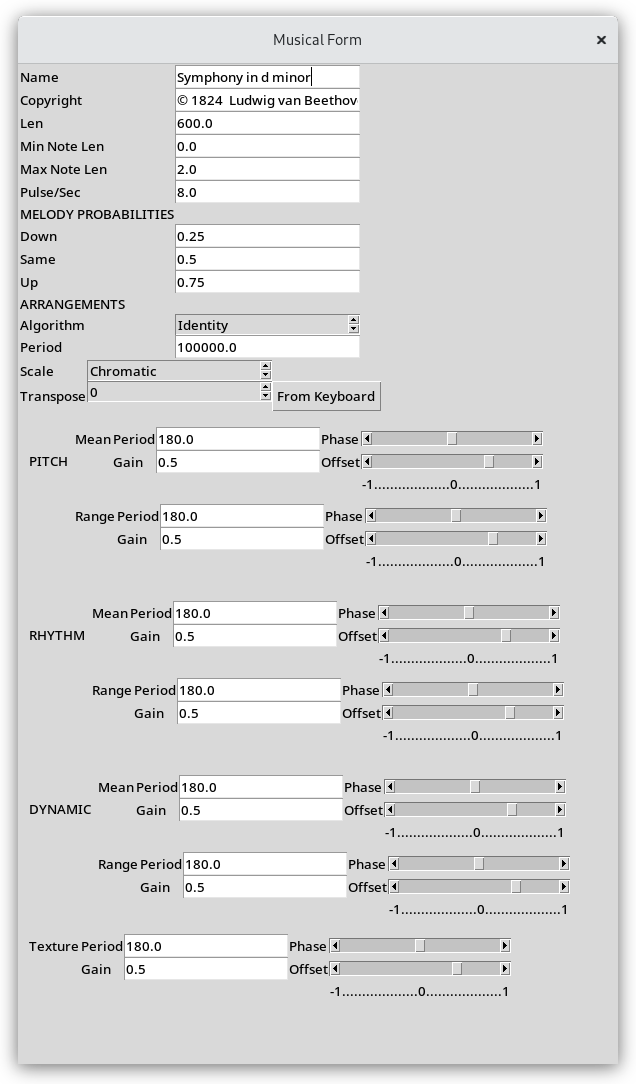 Musical Form
Name Symphony in d minor
Copyright © 1824 Ludwig van Beethov
Len 600.0
Min Note Len 0.0
Max Note Len 2.0
Pulse/Sec 8.0
MELODY PROBABILITIES
Down 0.25
Same 0.5
Up 0.75
ARRANGEMENTS
Algorithm Identity
Period 100000.0
Scale Chromatic
Transpose 0 From Keyboard
Mean Period 180.0 Phase
PITCH Gain 0.5 Offset
-1...................0...................1
Range Period 180.0 Phase
Gain 0.5 Offset
-1...................0...................1
Mean Period 180.0 Phase
RHYTHM Gain 0.5 Offset
-1...................0...................1
Range Period 180.0 Phase
Gain 0.5 Offset
-1...................0...................1
Mean Period 180.0 Phase
DYNAMIC Gain 0.5 Offset
-1...................0...................1
Range Period 180.0 Phase
Gain 0.5 Offset
-1...................0...................1
Texture Period 180.0 Phase
Gain 0.5 Offset
-1...................0...................1